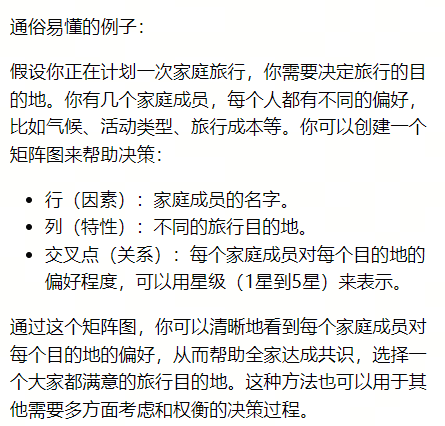 通俗易懂的例子：
假设你正在计划一次家庭旅行，你需要决定旅行的目
的地。你有几个家庭成员，每个人都有不同的偏好，
比如气候、活动类型、旅行成本等。你可以创建一个
矩阵图来帮助决策：
• 行（因素）：家庭成员的名字。
• 列（特性）：不同的旅行目的地。
• 交叉点（关系）：每个家庭成员对每个目的地的
偏好程度，可以用星级（1星到5星）来表示。
通过这个矩阵图，你可以清晰地看到每个家庭成员对
每个目的地的偏好，从而帮助全家达成共识，选择一
个大家都满意的旅行目的地。这种方法也可以用于其
他需要多方面考虑和权衡的决策过程。